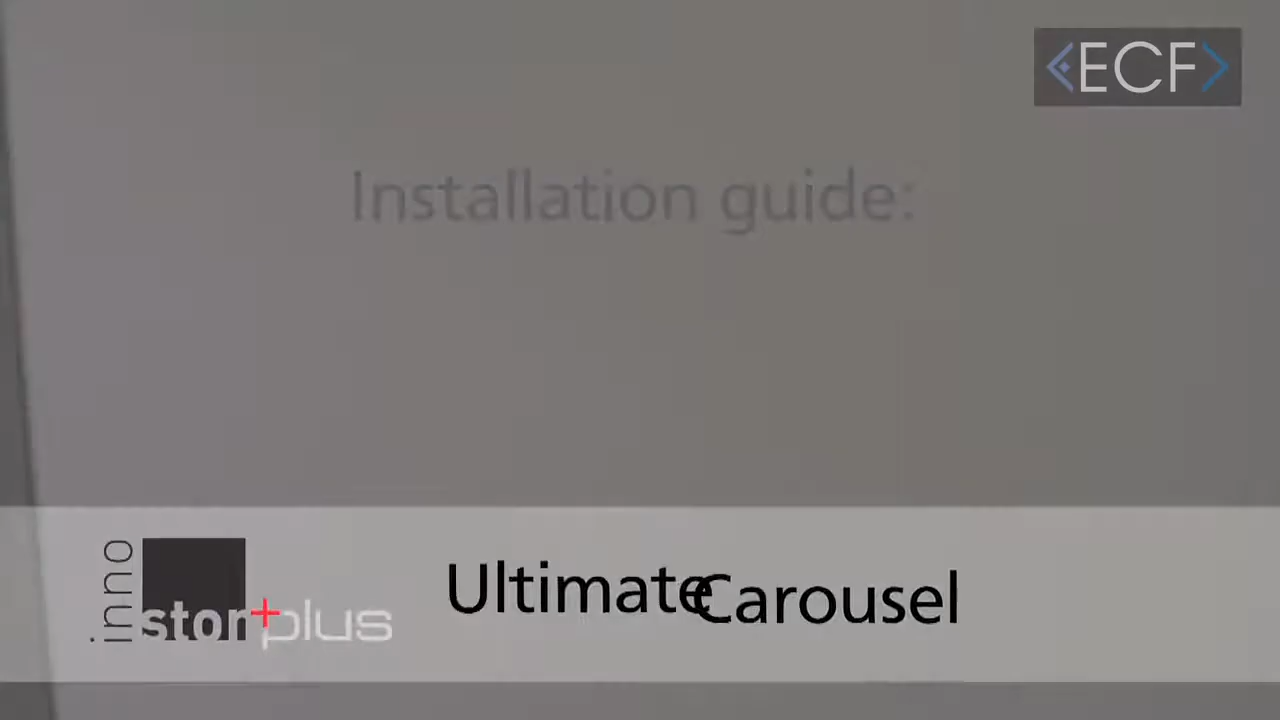 <ECF>
Installation guide:
inno
stor+plus
Ultimate Carousel